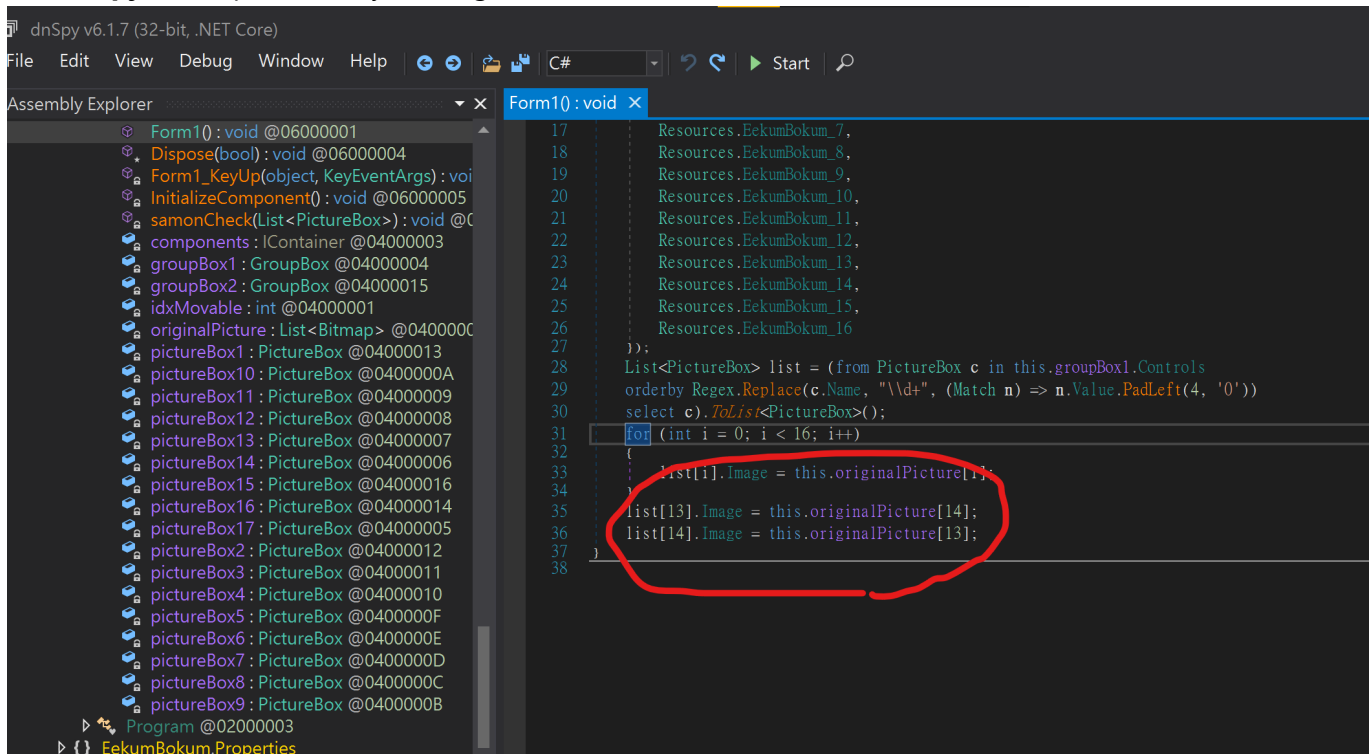 dnSpy v6.1.7 (32-bit, .NET Core)
File Edit View Debug Window Help C# Start
Assembly Explorer
Form1() : void @06000001
Dispose(bool) : void @06000004
Form1_KeyUp(object, KeyEventArgs) : voi
InitializeComponent() : void @06000005
samonCheck(List<PictureBox>) : void @0
components : IContainer @04000003
groupBox1 : GroupBox @04000004
groupBox2 : GroupBox @04000015
idxMovable : int @04000001
originalPicture : List<Bitmap> @0400000
pictureBox1 : PictureBox @04000013
pictureBox10 : PictureBox @0400000A
pictureBox11 : PictureBox @04000009
pictureBox12 : PictureBox @04000008
pictureBox13 : PictureBox @04000007
pictureBox14 : PictureBox @04000006
pictureBox15 : PictureBox @04000016
pictureBox16 : PictureBox @04000014
pictureBox17 : PictureBox @04000005
pictureBox2 : PictureBox @04000012
pictureBox3 : PictureBox @04000011
pictureBox4 : PictureBox @04000010
pictureBox5 : PictureBox @0400000F
pictureBox6 : PictureBox @0400000E
pictureBox7 : PictureBox @0400000D
pictureBox8 : PictureBox @0400000C
pictureBox9 : PictureBox @0400000B
Program @02000003
{ } EekumBokum.Properties
Form1() : void
17 Resources.EekumBokum_7,
18 Resources.EekumBokum_8,
19 Resources.EekumBokum_9,
20 Resources.EekumBokum_10,
21 Resources.EekumBokum_11,
22 Resources.EekumBokum_12,
23 Resources.EekumBokum_13,
24 Resources.EekumBokum_14,
25 Resources.EekumBokum_15,
26 Resources.EekumBokum_16
27 });
28 List<PictureBox> list = (from PictureBox c in this.groupBox1.Controls
29 orderby Regex.Replace(c.Name, "\\d+", (Match n) => n.Value.PadLeft(4, '0'))
30 select c).ToList<PictureBox>();
31 for (int i = 0; i < 16; i++)
32 {
33 list[i].Image = this.originalPicture[i];
34 }
35 list[13].Image = this.originalPicture[14];
36 list[14].Image = this.originalPicture[13];
37 }
38